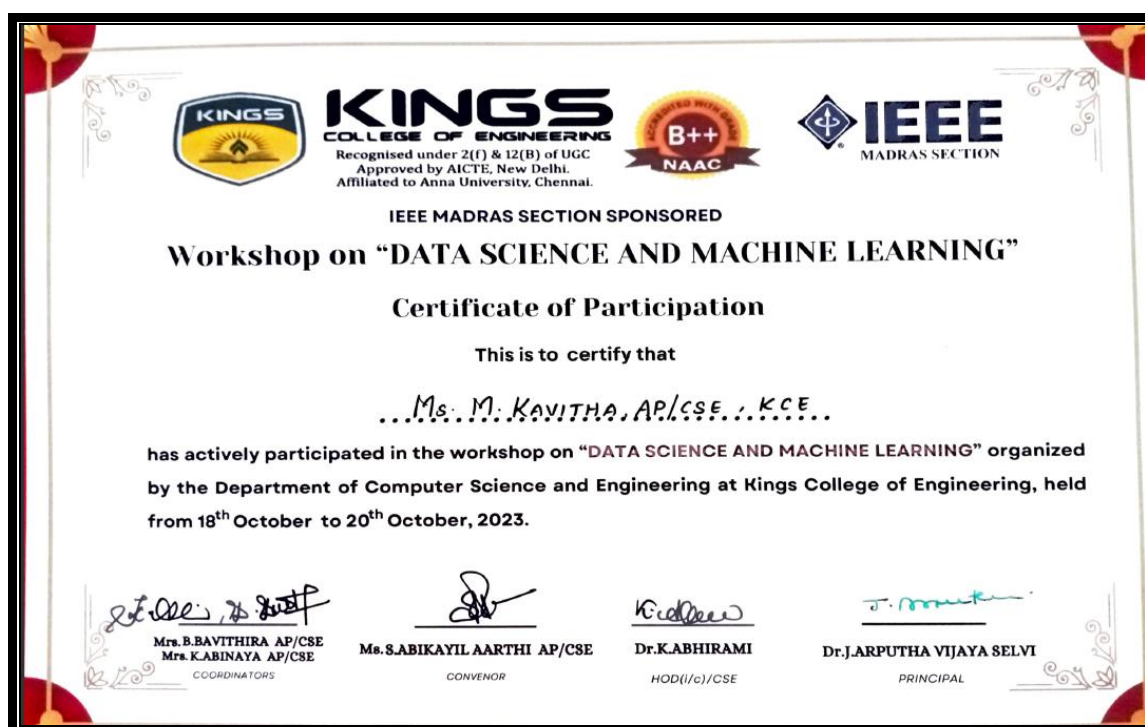 KINGS
KINGS
COLLEGE OF ENGINEERING
Recognised under 2(f) & 12(B) of UGC
Approved by AICTE, New Delhi.
Affiliated to Anna University, Chennai.
ACCREDITED WITH GRADE
B++
NAAC
IEEE
MADRAS SECTION
IEEE MADRAS SECTION SPONSORED
Workshop on “DATA SCIENCE AND MACHINE LEARNING”
Certificate of Participation
This is to certify that
Ms. M. KAVITHA, AP/CSE, KCE
has actively participated in the workshop on “DATA SCIENCE AND MACHINE LEARNING” organized
by the Department of Computer Science and Engineering at Kings College of Engineering, held
from 18th October to 20th October, 2023.
Mrs. B.BAVITHIRA AP/CSE
Mrs. K.ABINAYA AP/CSE
COORDINATORS
Ms. S.ABIKAYIL AARTHI AP/CSE
CONVENOR
Dr.K.ABHIRAMI
HOD(i/c)/CSE
Dr.J.ARPUTHA VIJAYA SELVI
PRINCIPAL